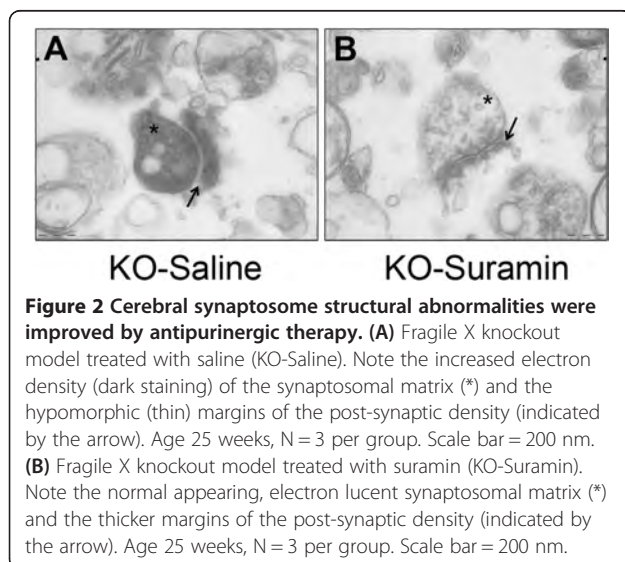 A
B
*
*
KO-Saline
KO-Suramin
Figure 2 Cerebral synaptosome structural abnormalities were
improved by antipurinergic therapy. (A) Fragile X knockout
model treated with saline (KO-Saline). Note the increased electron
density (dark staining) of the synaptosomal matrix (*) and the
hypomorphic (thin) margins of the post-synaptic density (indicated
by the arrow). Age 25 weeks, N = 3 per group. Scale bar = 200 nm.
(B) Fragile X knockout model treated with suramin (KO-Suramin).
Note the normal appearing, electron lucent synaptosomal matrix (*)
and the thicker margins of the post-synaptic density (indicated by
the arrow). Age 25 weeks, N = 3 per group. Scale bar = 200 nm.